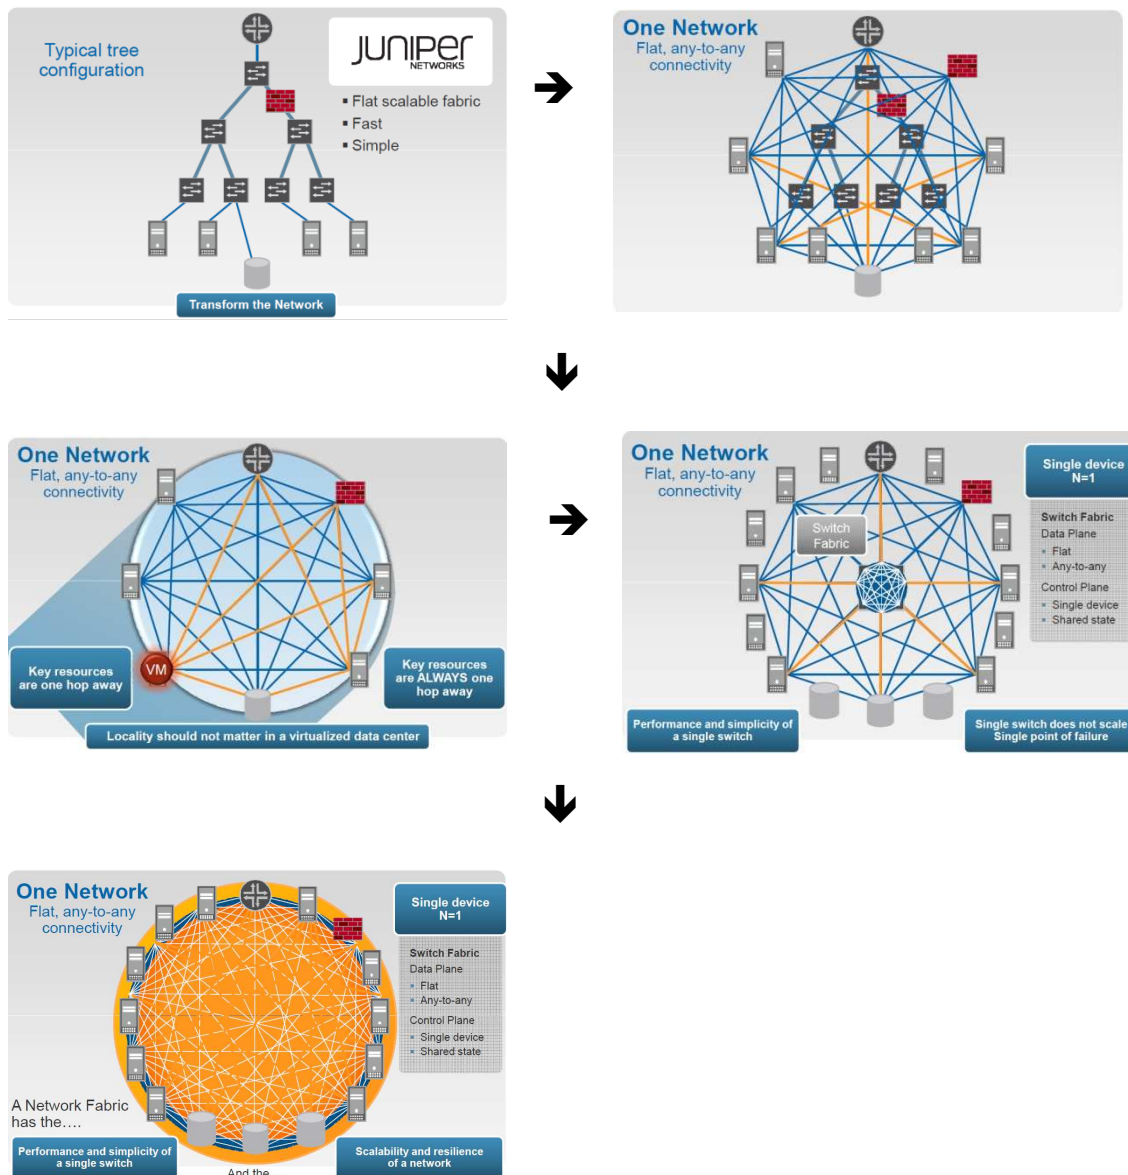 Typical tree
configuration
JUNIPER
NETWORKS
▪ Flat scalable fabric
▪ Fast
▪ Simple
Transform the Network
One Network
Flat, any-to-any
connectivity
One Network
Flat, any-to-any
connectivity
VM
Key resources
are one hop away
Key resources
are ALWAYS one
hop away
Locality should not matter in a virtualized data center
One Network
Flat, any-to-any
connectivity
Switch
Fabric
Single device
N=1
Switch Fabric
Data Plane
▪ Flat
▪ Any-to-any
Control Plane
▪ Single device
▪ Shared state
Performance and simplicity of
a single switch
Single switch does not scale
Single point of failure
One Network
Flat, any-to-any
connectivity
Single device
N=1
Switch Fabric
Data Plane
▪ Flat
▪ Any-to-any
Control Plane
▪ Single device
▪ Shared state
A Network Fabric
has the....
Performance and simplicity of
a single switch
And the
Scalability and resilience
of a network